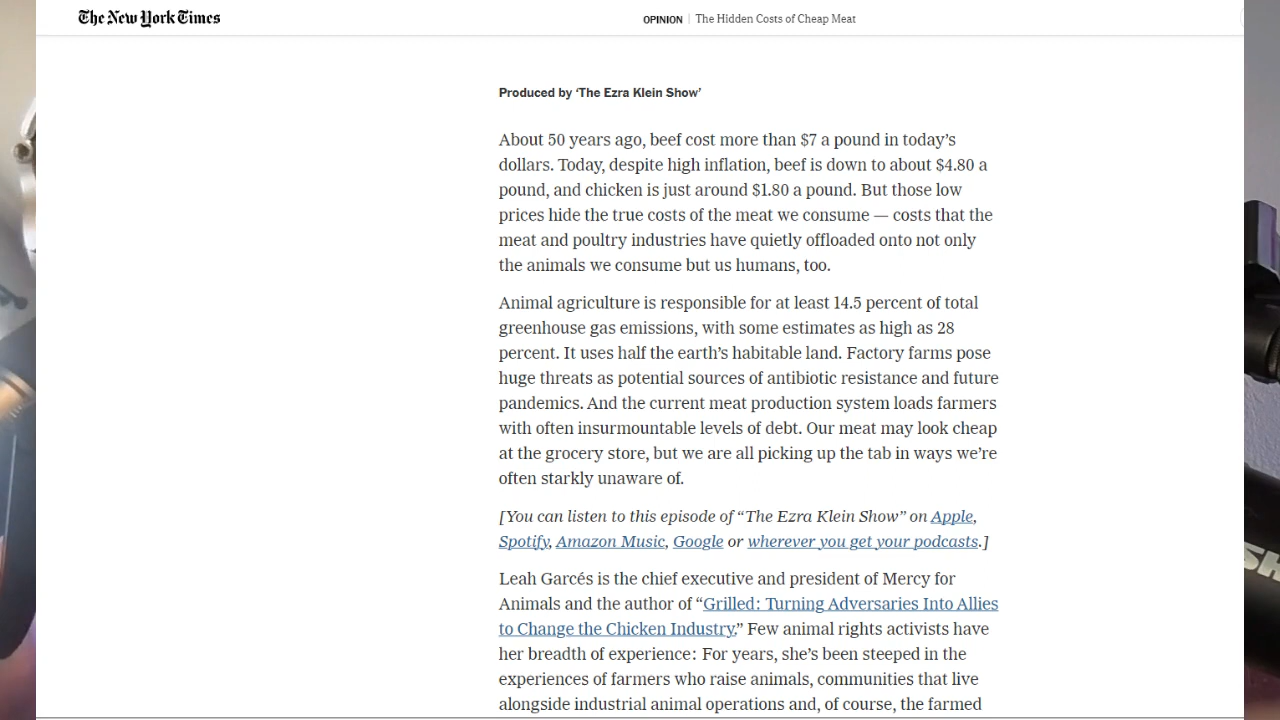 The New York Times
OPINION | The Hidden Costs of Cheap Meat
Produced by ‘The Ezra Klein Show’
About 50 years ago, beef cost more than $7 a pound in today’s
dollars. Today, despite high inflation, beef is down to about $4.80 a
pound, and chicken is just around $1.80 a pound. But those low
prices hide the true costs of the meat we consume — costs that the
meat and poultry industries have quietly offloaded onto not only
the animals we consume but us humans, too.
Animal agriculture is responsible for at least 14.5 percent of total
greenhouse gas emissions, with some estimates as high as 28
percent. It uses half the earth’s habitable land. Factory farms pose
huge threats as potential sources of antibiotic resistance and future
pandemics. And the current meat production system loads farmers
with often insurmountable levels of debt. Our meat may look cheap
at the grocery store, but we are all picking up the tab in ways we’re
often starkly unaware of.
[You can listen to this episode of “The Ezra Klein Show” on Apple,
Spotify, Amazon Music, Google or wherever you get your podcasts.]
Leah Garcés is the chief executive and president of Mercy for
Animals and the author of “Grilled: Turning Adversaries Into Allies
to Change the Chicken Industry.” Few animal rights activists have
her breadth of experience: For years, she’s been steeped in the
experiences of farmers who raise animals, communities that live
alongside industrial animal operations and, of course, the farmed
SH